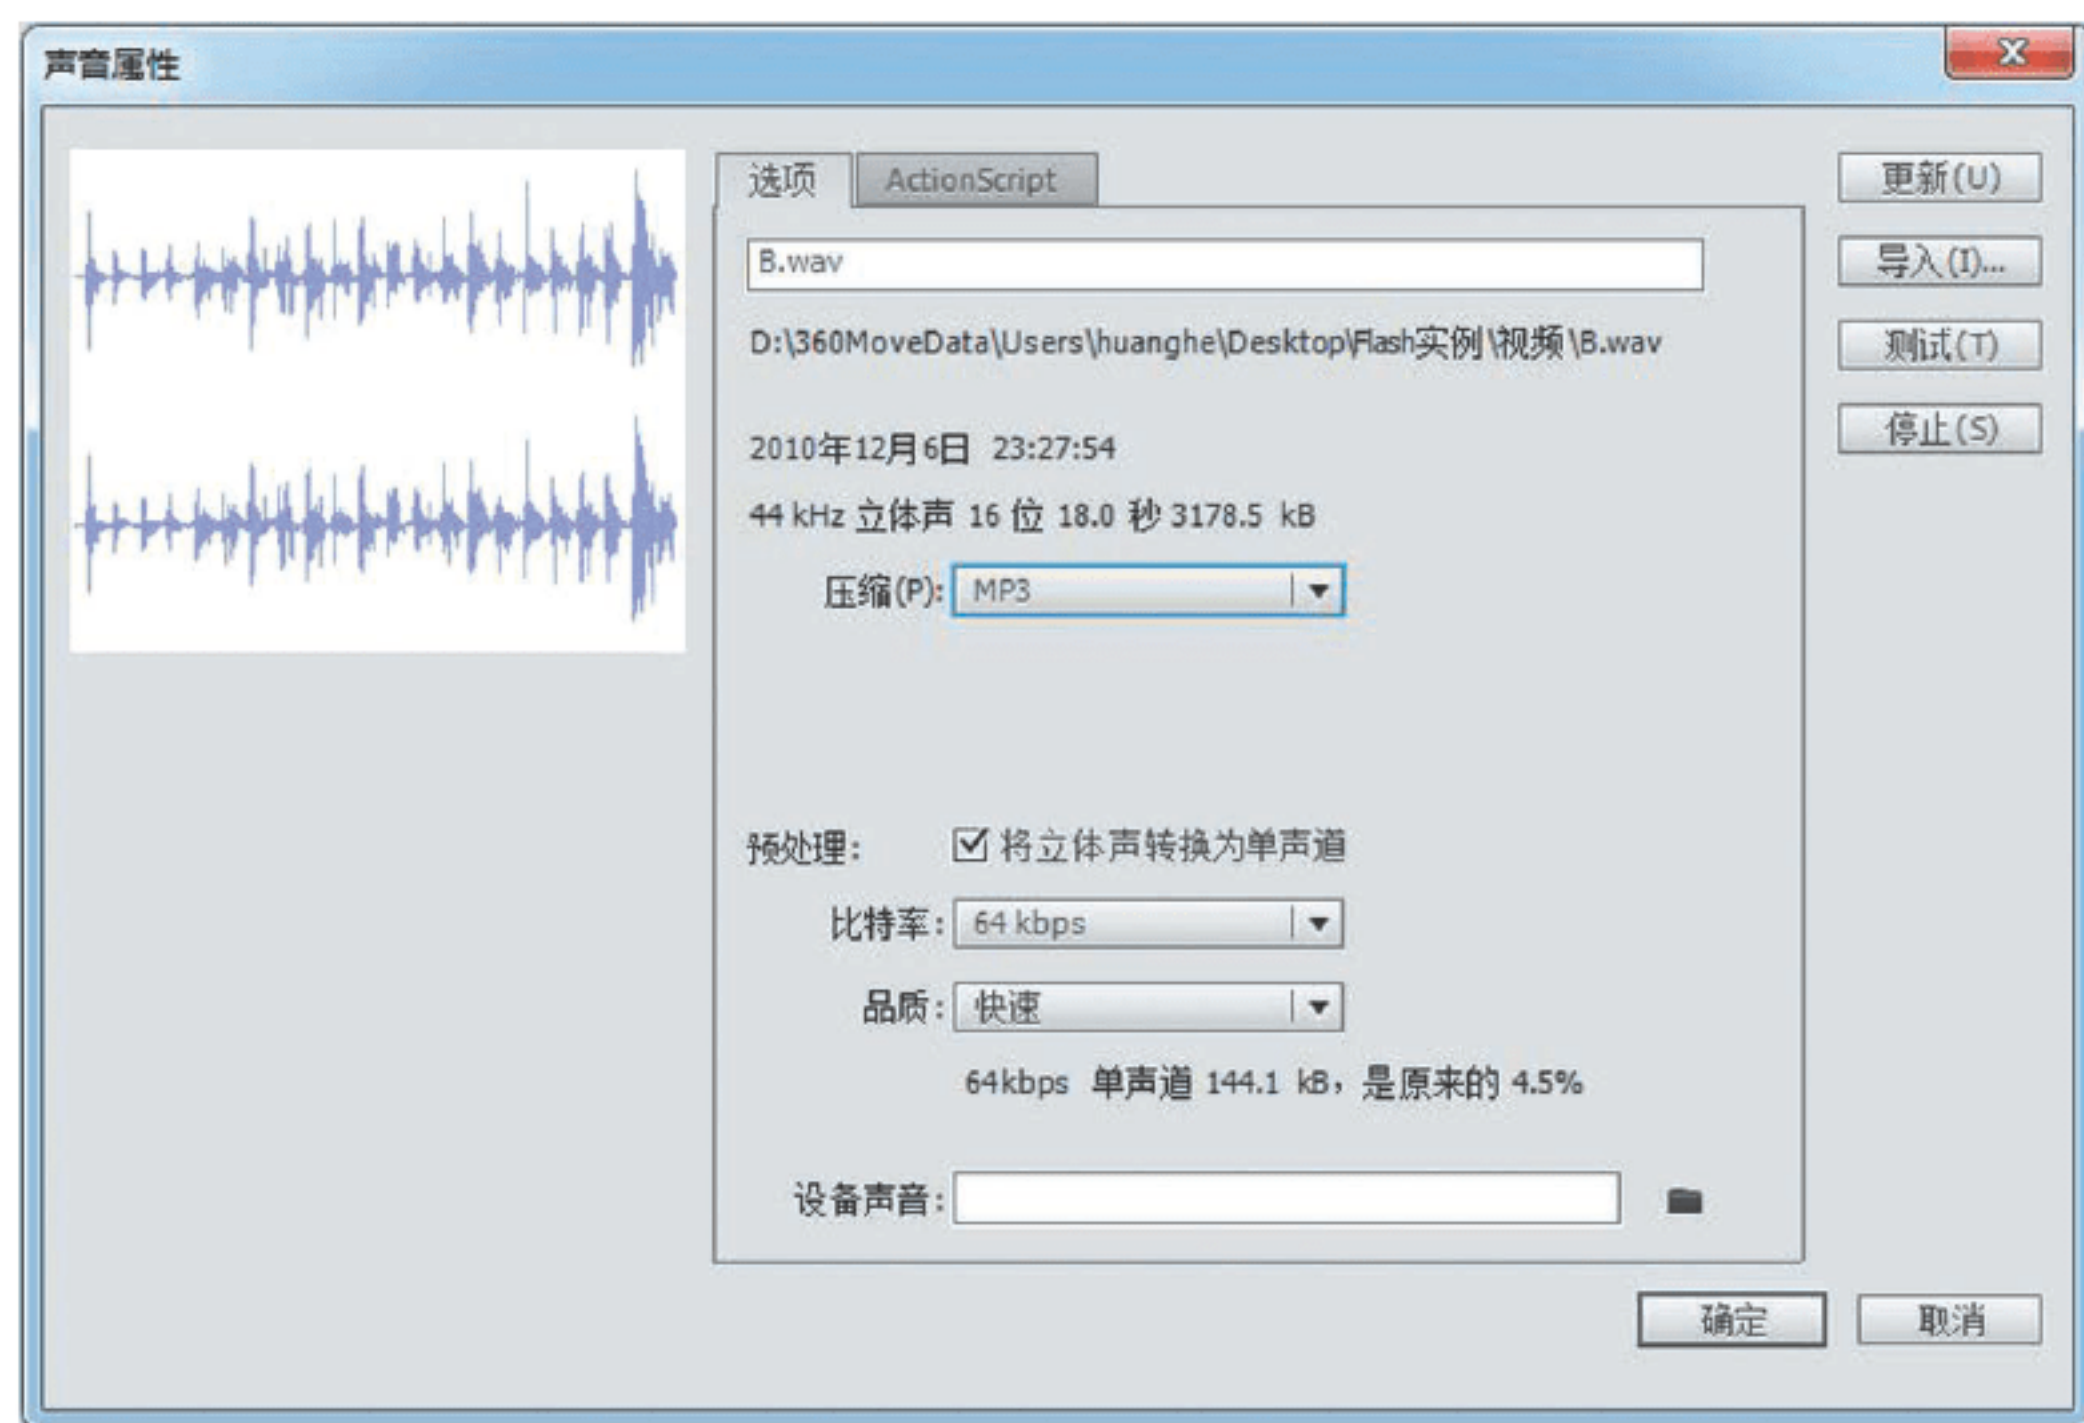 声音属性
选项
ActionScript
更新(U)
B.wav
导入(I)...
D:\360MoveData\Users\huanghe\Desktop\Flash实例\视频\B.wav
测试(T)
停止(S)
2010年12月6日 23:27:54
44 kHz 立体声 16 位 18.0 秒 3178.5 kB
压缩(P): MP3
预处理: 将立体声转换为单声道
比特率: 64 kbps
品质: 快速
64kbps 单声道 144.1 kB，是原来的 4.5%
设备声音:
确定
取消